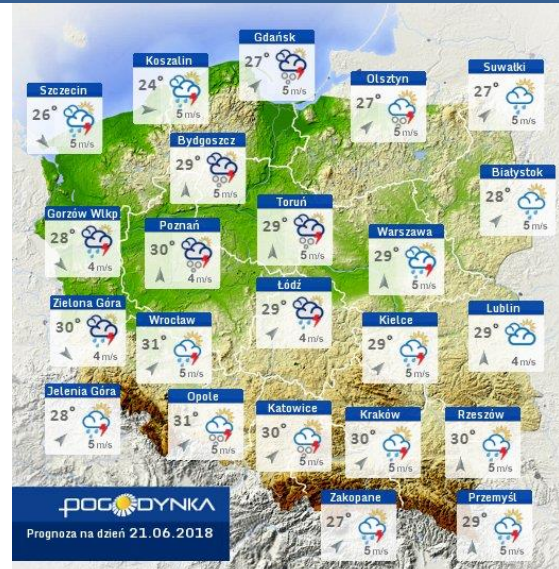 Gdańsk
27°
5 m/s
Koszalin
24°
5 m/s
Suwałki
27°
5 m/s
Olsztyn
27°
5 m/s
Szczecin
26°
5 m/s
Bydgoszcz
29°
5 m/s
Białystok
28°
5 m/s
Toruń
29°
5 m/s
Gorzów Wlkp
28°
4 m/s
Poznań
30°
4 m/s
Warszawa
29°
5 m/s
Łódź
29°
4 m/s
Zielona Góra
30°
4 m/s
Wrocław
31°
5 m/s
Kielce
29°
5 m/s
Lublin
29°
4 m/s
Jelenia Góra
28°
5 m/s
Opole
31°
5 m/s
Katowice
30°
5 m/s
Kraków
30°
5 m/s
Rzeszów
30°
5 m/s
Zakopane
27°
5 m/s
Przemyśl
29°
5 m/s
POGODYNKA
Prognoza na dzień 21.06.2018